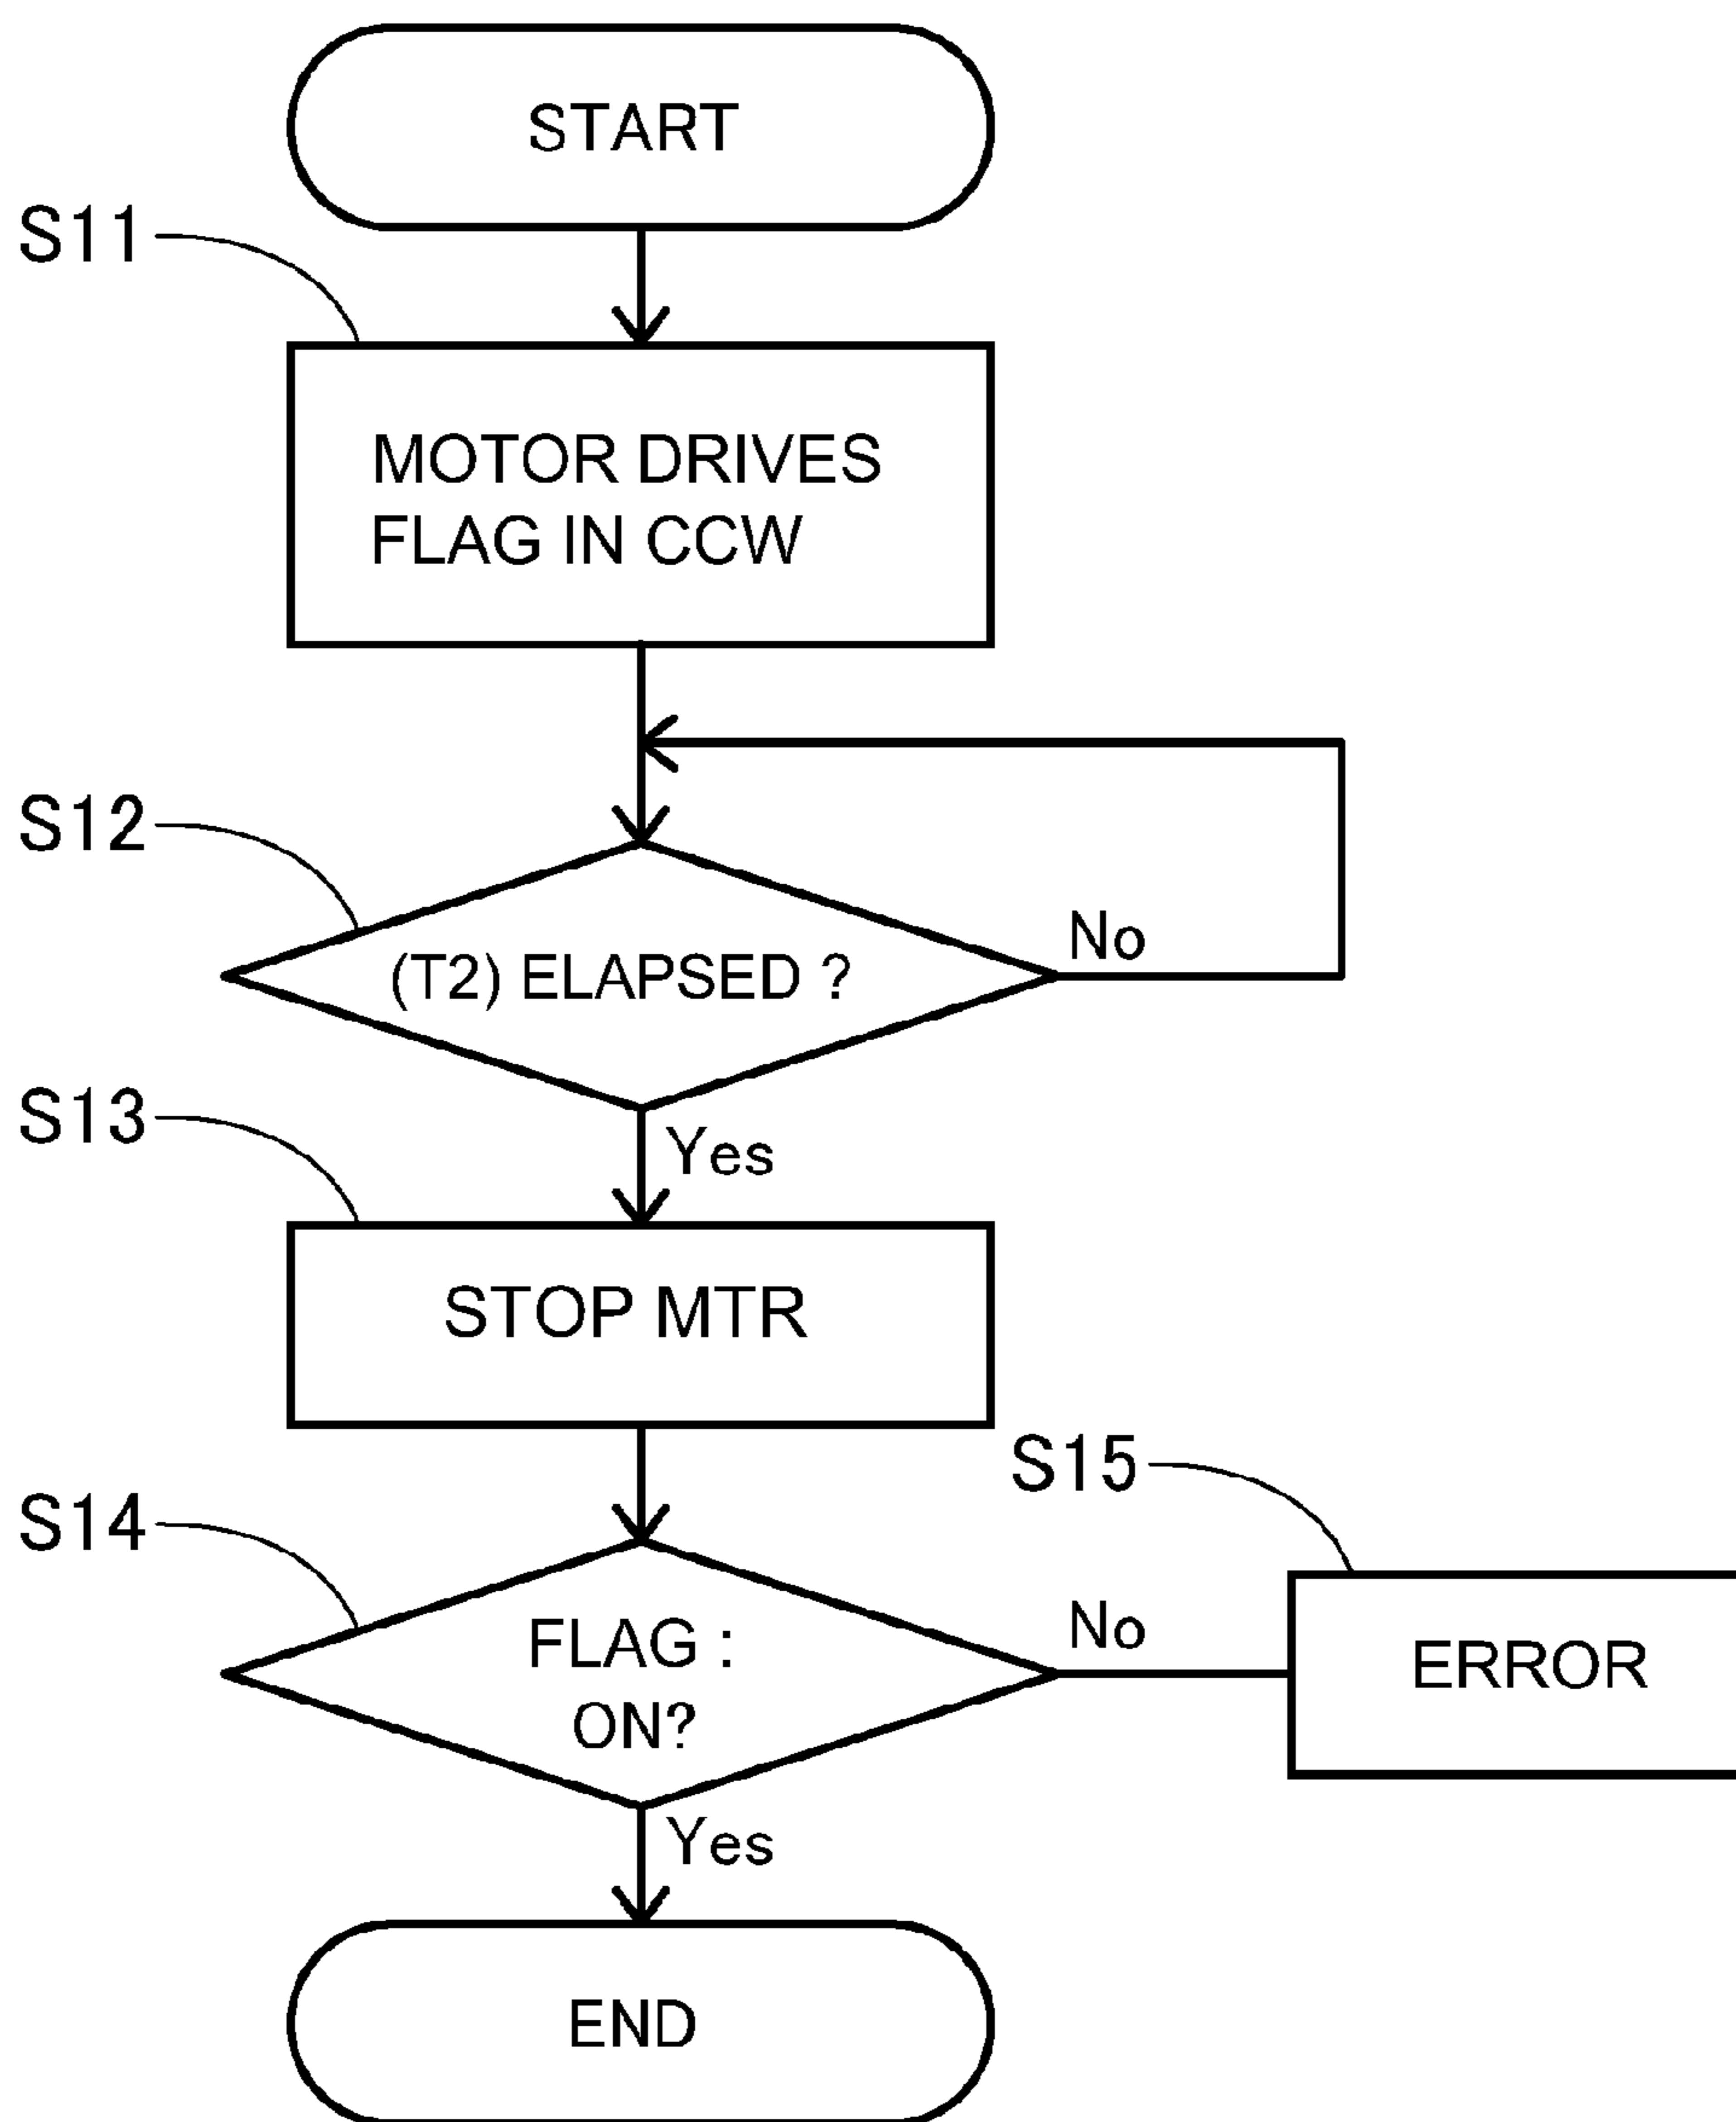 START
S11
MOTOR DRIVES
FLAG IN CCW
S12
(T2) ELAPSED ?
No
Yes
S13
STOP MTR
S14
FLAG :
ON?
No
S15
ERROR
Yes
END